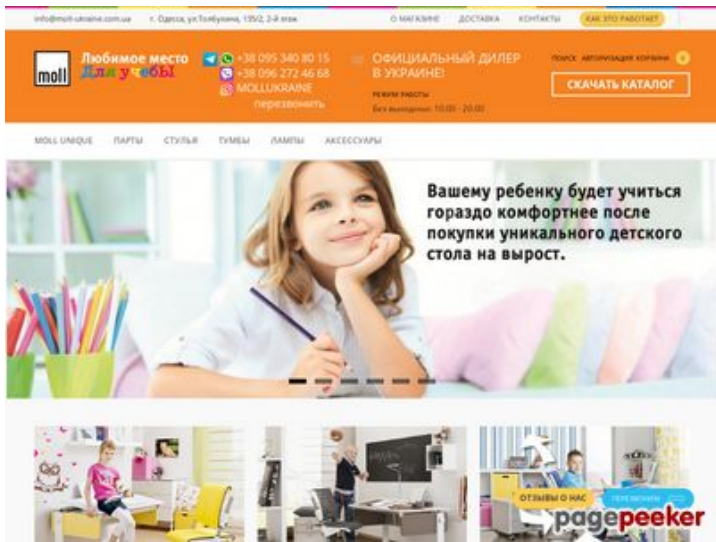 info@moll-ukraine.com.ua г. Одесса, ул.Толбухина, 135/2, 2-й этаж О МАГАЗИНЕ ДОСТАВКА КОНТАКТЫ КАК ЭТО РАБОТАЕТ
moll
Любимое место
Для учебЫ
+38 095 340 80 15
+38 096 272 46 68
MOLLUKRAINE
перезвонить
ОФИЦИАЛЬНЫЙ ДИЛЕР
В УКРАИНЕ!
РЕЖИМ РАБОТЫ
Без выходных: 10.00 - 20.00
ПОИСК АВТОРИЗАЦИЯ КОРЗИНА
СКАЧАТЬ КАТАЛОГ
MOLL UNIQUE ПАРТЫ СТУЛЬЯ ТУМБЫ ЛАМПЫ АКСЕССУАРЫ
Вашему ребенку будет учиться
гораздо комфортнее после
покупки уникального детского
стола на вырост.
ОТЗЫВЫ О НАС
ПЕРЕЗВОНИМ
pagepeeker